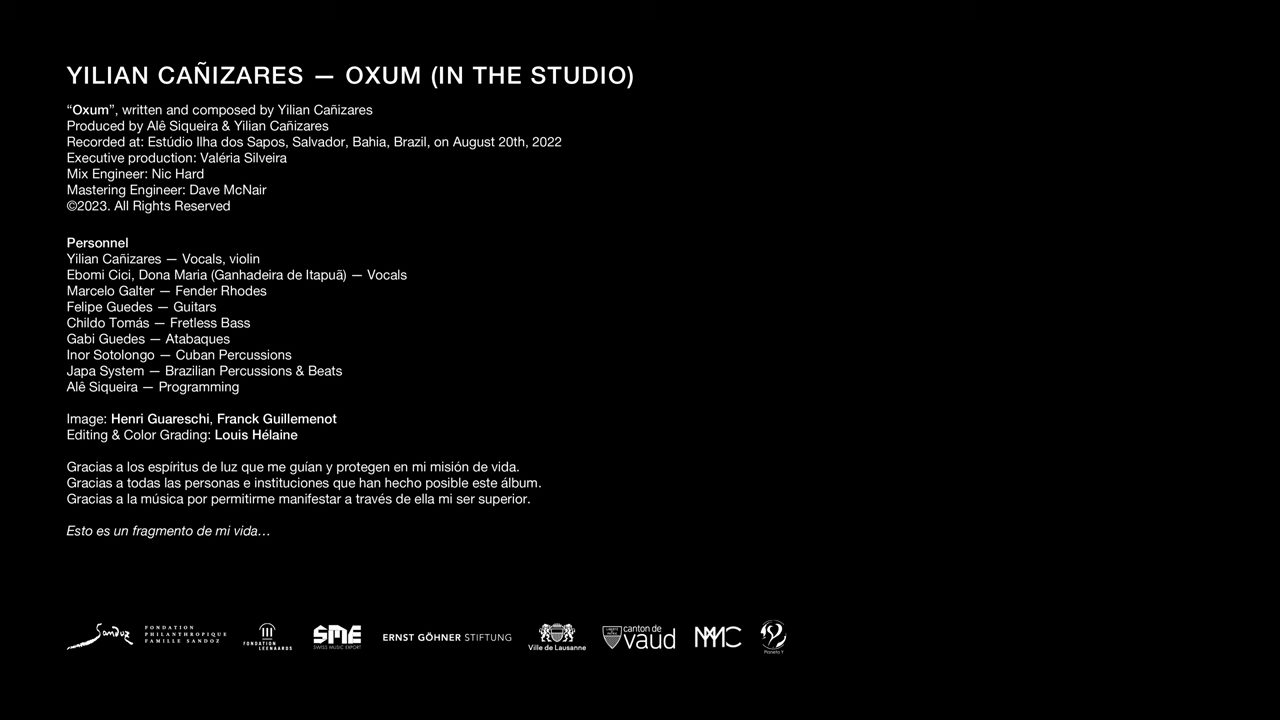 YILIAN CAÑIZARES — OXUM (IN THE STUDIO)
“Oxum”, written and composed by Yilian Cañizares
Produced by Alê Siqueira & Yilian Cañizares
Recorded at: Estúdio Ilha dos Sapos, Salvador, Bahia, Brazil, on August 20th, 2022
Executive production: Valéria Silveira
Mix Engineer: Nic Hard
Mastering Engineer: Dave McNair
©2023. All Rights Reserved
Personnel
Yilian Cañizares — Vocals, violin
Ebomi Cici, Dona Maria (Ganhadeira de Itapuã) — Vocals
Marcelo Galter — Fender Rhodes
Felipe Guedes — Guitars
Childo Tomás — Fretless Bass
Gabi Guedes — Atabaques
Inor Sotolongo — Cuban Percussions
Japa System — Brazilian Percussions & Beats
Alê Siqueira — Programming
Image: Henri Guareschi, Franck Guillemenot
Editing & Color Grading: Louis Hélaine
Gracias a los espíritus de luz que me guían y protegen en mi misión de vida.
Gracias a todas las personas e instituciones que han hecho posible este álbum.
Gracias a la música por permitirme manifestar a través de ella mi ser superior.
Esto es un fragmento de mi vida…
Sandoz
FONDATION
PHILANTHROPIQUE
FAMILLE SANDOZ
FONDATION
LEENAARDS
SME
SWISS MUSIC EXPORT
ERNST GÖHNER STIFTUNG
Ville de Lausanne
canton de
vaud
MMC
Planeta Y